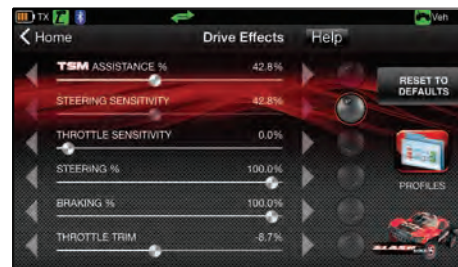 TX
Veh
Home
Drive Effects
Help
TSM ASSISTANCE %
42.8%
RESET TO DEFAULTS
STEERING SENSITIVITY
42.8%
THROTTLE SENSITIVITY
0.0%
STEERING %
100.0%
PROFILES
BRAKING %
100.0%
THROTTLE TRIM
-8.7%
SLASH